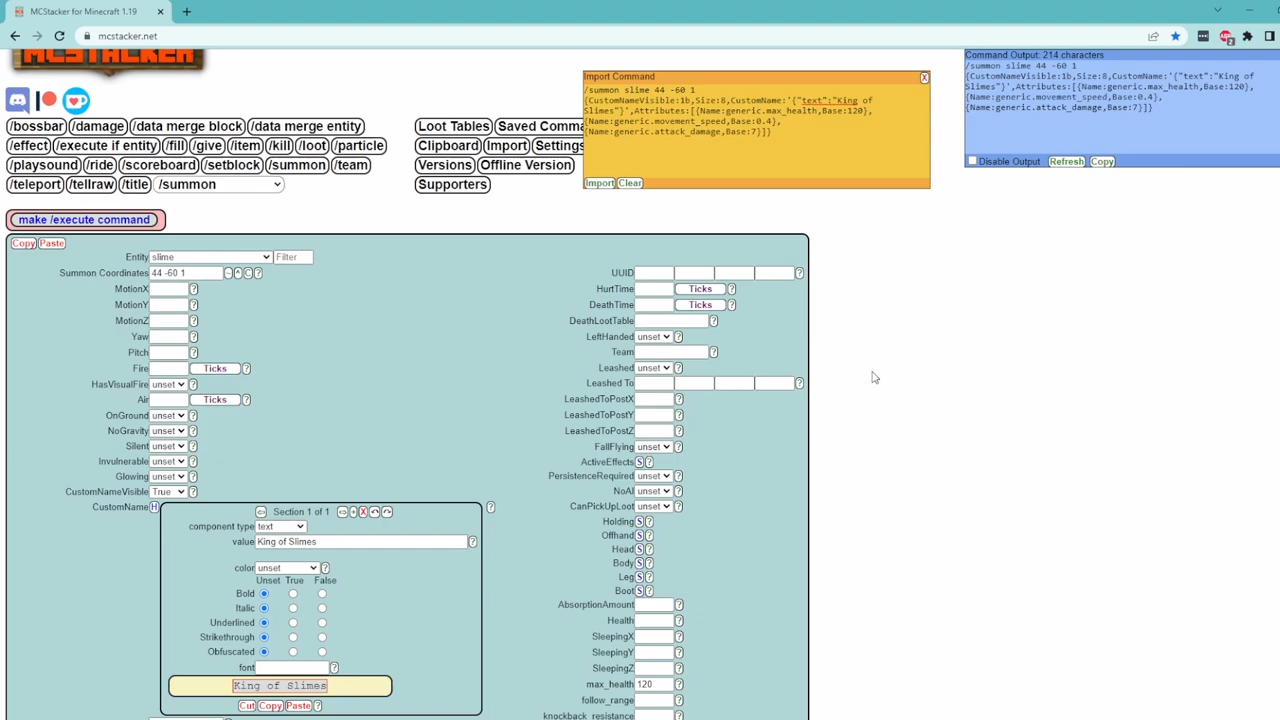 MCStacker for Minecraft 1.19
mcstacker.net
MCSTACKER
/bossbar /damage /data merge block /data merge entity
/effect /execute if entity /fill /give /item /kill /loot /particle
/playsound /ride /scoreboard /setblock /summon /team
/teleport /tellraw /title /summon
Loot Tables Saved Comma
Clipboard Import Settings
Versions Offline Version
Supporters
Import Command X
/summon slime 44 -60 1
{CustomNameVisible:1b,Size:8,CustomName:'{"text":"King of
Slimes"}',Attributes:[{Name:generic.max_health,Base:120},
{Name:generic.movement_speed,Base:0.4},
{Name:generic.attack_damage,Base:7}]}
Import Clear
Command Output: 214 characters
/summon slime 44 -60 1
{CustomNameVisible:1b,Size:8,CustomName:'{"text":"King of
Slimes"}',Attributes:[{Name:generic.max_health,Base:120},
{Name:generic.movement_speed,Base:0.4},
{Name:generic.attack_damage,Base:7}]}
Disable Output Refresh Copy
make /execute command
Copy Paste
Entity slime Filter
Summon Coordinates 44 -60 1 ~ ^ C ?
MotionX ?
MotionY ?
MotionZ ?
Yaw ?
Pitch ?
Fire Ticks ?
HasVisualFire unset ?
Air Ticks ?
OnGround unset ?
NoGravity unset ?
Silent unset ?
Invulnerable unset ?
Glowing unset ?
CustomNameVisible True ?
CustomName H ?
Section 1 of 1 + X
component type text
value King of Slimes ?
color unset ?
Unset True False
Bold
Italic
Underlined
Strikethrough
Obfuscated
font ?
King of Slimes
Cut Copy Paste ?
UUID ?
HurtTime Ticks ?
DeathTime Ticks ?
DeathLootTable ?
LeftHanded unset ?
Team ?
Leashed unset ?
Leashed To ?
LeashedToPostX ?
LeashedToPostY ?
LeashedToPostZ ?
FallFlying unset ?
ActiveEffects S ?
PersistenceRequired unset ?
NoAI unset ?
CanPickUpLoot unset ?
Holding S ?
Offhand S ?
Head S ?
Body S ?
Leg S ?
Boot S ?
AbsorptionAmount ?
Health ?
SleepingX ?
SleepingY ?
SleepingZ ?
max_health 120 ?
follow_range ?
knockback_resistance ?